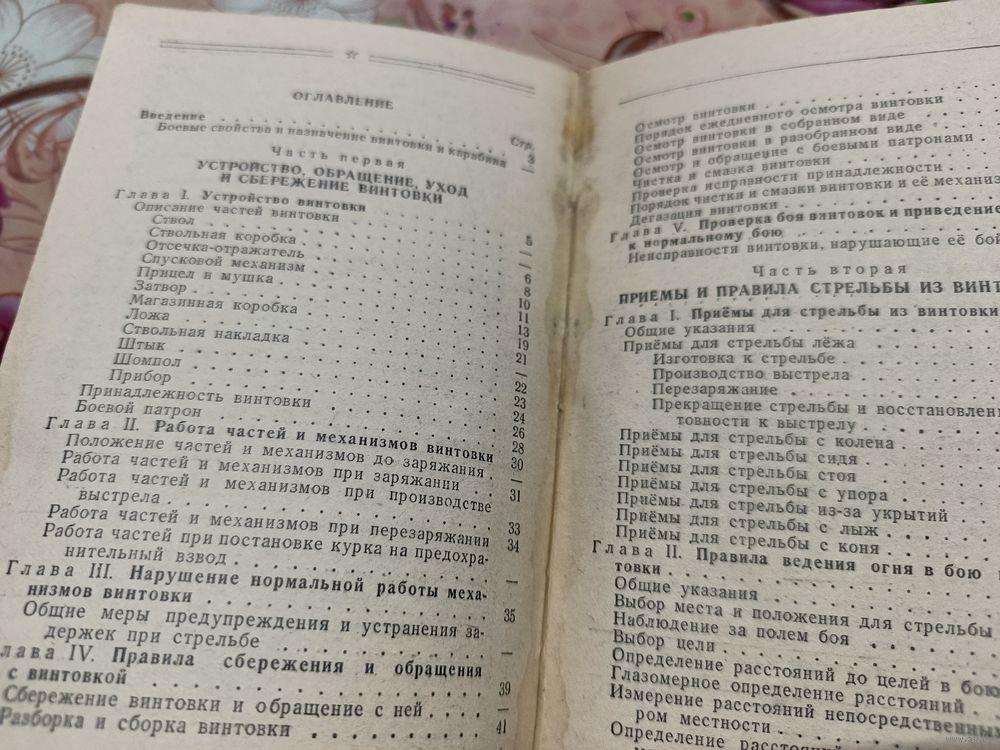 ОГЛАВЛЕНИЕ
Стр.
Введение 3
Боевые свойства и назначение винтовки и карабина —
Часть первая
УСТРОЙСТВО, ОБРАЩЕНИЕ, УХОД
И СБЕРЕЖЕНИЕ ВИНТОВКИ
Глава I. Устройство винтовки 5
Описание частей винтовки —
Ствол —
Ствольная коробка 6
Отсечка-отражатель 8
Спусковой механизм 10
Прицел и мушка 11
Затвор 13
Магазинная коробка 19
Ложа 21
Ствольная накладка —
Штык 22
Шомпол 23
Прибор 24
Принадлежность винтовки 26
Боевой патрон 28
Глава II. Работа частей и механизмов винтовки 30
Положение частей и механизмов до заряжания —
Работа частей и механизмов при заряжании 31
Работа частей и механизмов при производстве
выстрела 33
Работа частей и механизмов при перезаряжании 34
Работа частей при постановке курка на предохра-
нительный взвод —
Глава III. Нарушение нормальной работы меха-
низмов винтовки 35
Общие меры предупреждения и устранения за-
держек при стрельбе —
лава IV. Правила сбережения и обращения
с винтовкой 39
Сбережение винтовки и обращение с ней —
Разборка и сборка винтовки 41
Осмотр винтовки
Порядок ежедневного осмотра винтовки
Осмотр винтовки в собранном виде
Осмотр винтовки в разобранном виде
Осмотр и обращение с боевыми патронами
Чистка и смазка винтовки
Проверка исправности принадлежности
Порядок чистки и смазки винтовки и её механиз
Дегазация винтовки
Глава V. Проверка боя винтовок и приведение
к нормальному бою
Неисправности винтовки, нарушающие её бой
Часть вторая
ПРИЕМЫ И ПРАВИЛА СТРЕЛЬБЫ ИЗ ВИНТ
Глава I. Приёмы для стрельбы из винтовки
Общие указания
Приёмы для стрельбы лёжа
Изготовка к стрельбе
Производство выстрела
Перезаряжание
Прекращение стрельбы и восстановлен
товности к выстрелу
Приёмы для стрельбы с колена
Приёмы для стрельбы сидя
Приёмы для стрельбы стоя
Приёмы для стрельбы с упора
Приёмы для стрельбы из-за укрытий
Приёмы для стрельбы с лыж
Приёмы для стрельбы с коня
Глава II. Правила ведения огня в бою
товки
Общие указания
Выбор места и положения для стрельбы
Наблюдение за полем боя
Выбор цели
Определение расстояний до целей в бою
Глазомерное определение расстояний
Измерение расстояний непосредственных
ром местности
Определение расстояний